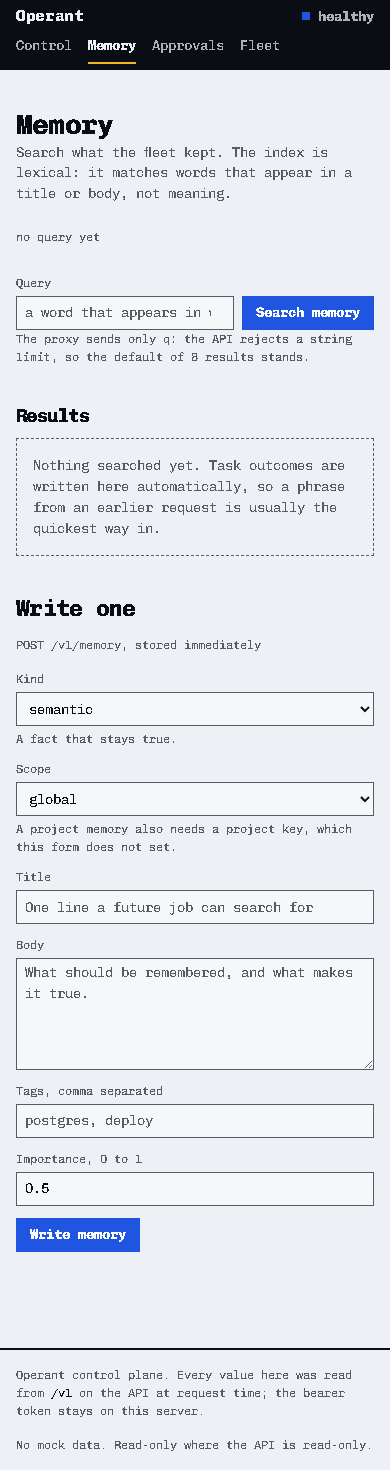 Operant
healthy
Control Memory Approvals Fleet
Memory
Search what the fleet kept. The index is
lexical: it matches words that appear in a
title or body, not meaning.
no query yet
Query
a word that appears in
Search memory
The proxy sends only q: the API rejects a string
limit, so the default of 8 results stands.
Results
Nothing searched yet. Task outcomes are
written here automatically, so a phrase
from an earlier request is usually the
quickest way in.
Write one
POST /v1/memory, stored immediately
Kind
semantic
A fact that stays true.
Scope
global
A project memory also needs a project key, which
this form does not set.
Title
One line a future job can search for
Body
What should be remembered, and what makes
it true.
Tags, comma separated
postgres, deploy
Importance, 0 to 1
0.5
Write memory
Operant control plane. Every value here was read
from /v1 on the API at request time; the bearer
token stays on this server.
No mock data. Read-only where the API is read-only.